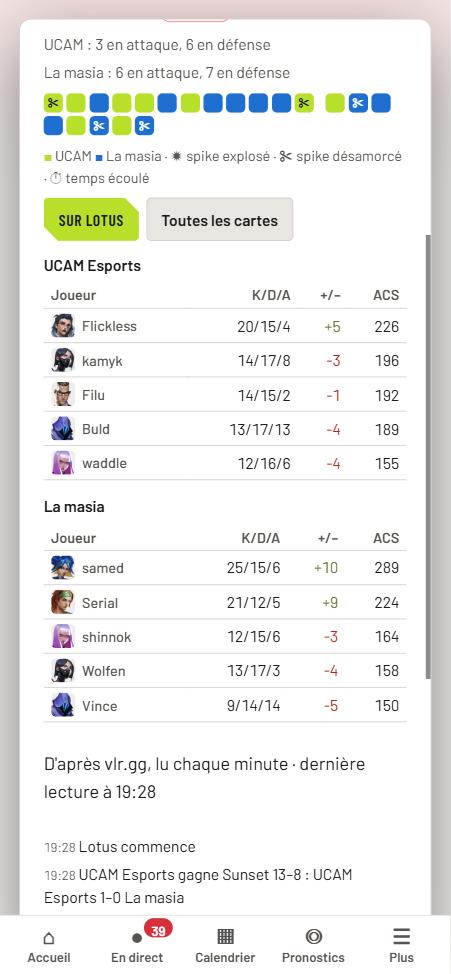 UCAM : 3 en attaque, 6 en défense
La masia : 6 en attaque, 7 en défense
UCAM La masia · spike explosé · spike désamorcé
· temps écoulé
SUR LOTUS Toutes les cartes
UCAM Esports
Joueur K/D/A +/− ACS
Flickless 20/15/4 +5 226
kamyk 14/17/8 -3 196
Filu 14/15/2 -1 192
Buld 13/17/13 -4 189
waddle 12/16/6 -4 155
La masia
Joueur K/D/A +/− ACS
samed 25/15/6 +10 289
Serial 21/12/5 +9 224
shinnok 12/15/6 -3 164
Wolfen 13/17/3 -4 158
Vince 9/14/14 -5 150
D'après vlr.gg, lu chaque minute · dernière
lecture à 19:28
19:28 Lotus commence
19:28 UCAM Esports gagne Sunset 13–8 : UCAM
Esports 1–0 La masia
39
Accueil En direct Calendrier Pronostics Plus